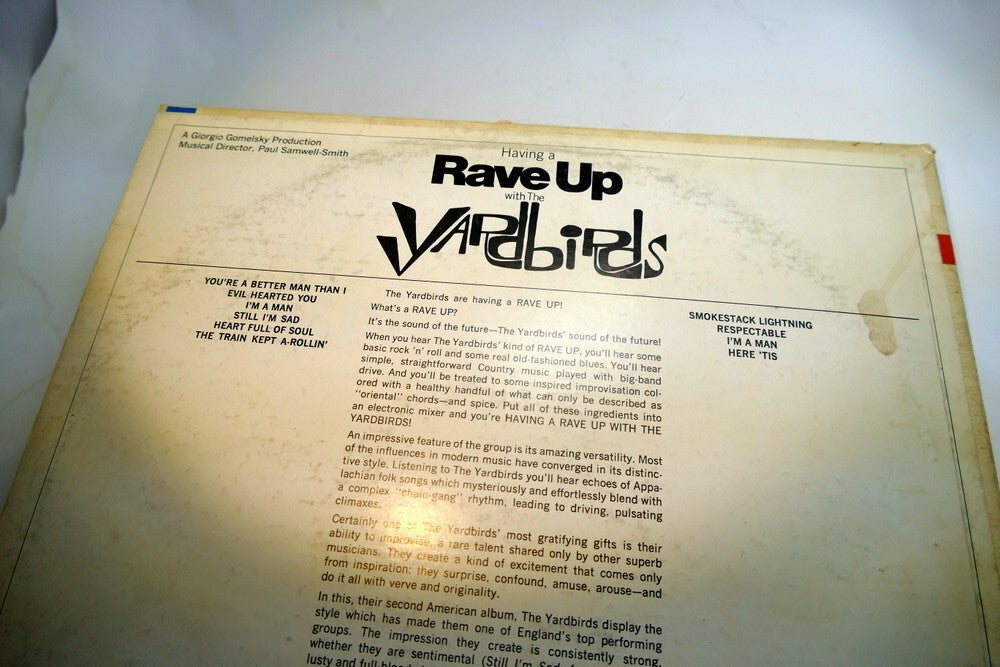 A Giorgio Gomelsky Production
Musical Director, Paul Samwell-Smith
Having a
Rave Up
with The
YARdbiRds
YOU'RE A BETTER MAN THAN I
EVIL HEARTED YOU
I'M A MAN
STILL I'M SAD
HEART FULL OF SOUL
THE TRAIN KEPT A-ROLLIN'
The Yardbirds are having a RAVE UP!
What's a RAVE UP?
It's the sound of the future—The Yardbirds' sound of the future!
When you hear The Yardbirds' kind of RAVE UP, you'll hear some
basic rock 'n' roll and some real old-fashioned blues. You'll hear
simple, straightforward Country music played with big-band
drive. And you'll be treated to some inspired improvisation col-
ored with a healthy handful of what can only be described as
"oriental" chords—and spice. Put all of these ingredients into
an electronic mixer and you're HAVING A RAVE UP WITH THE
YARDBIRDS!
An impressive feature of the group is its amazing versatility. Most
of the influences in modern music have converged in its distinc-
tive style. Listening to The Yardbirds you'll hear echoes of Appa-
lachian folk songs which mysteriously and effortlessly blend with
a complex "chain-gang" rhythm, leading to driving, pulsating
climaxes.
Certainly one of The Yardbirds' most gratifying gifts is their
ability to improvise, a rare talent shared only by other superb
musicians. They create a kind of excitement that comes only
from inspiration: they surprise, confound, amuse, arouse—and
do it all with verve and originality.
In this, their second American album, The Yardbirds display the
style which has made them one of England's top performing
groups. The impression they create is consistently strong,
whether they are sentimental (Still I'm Sad,
lusty and
SMOKESTACK LIGHTNING
RESPECTABLE
I'M A MAN
HERE 'TIS